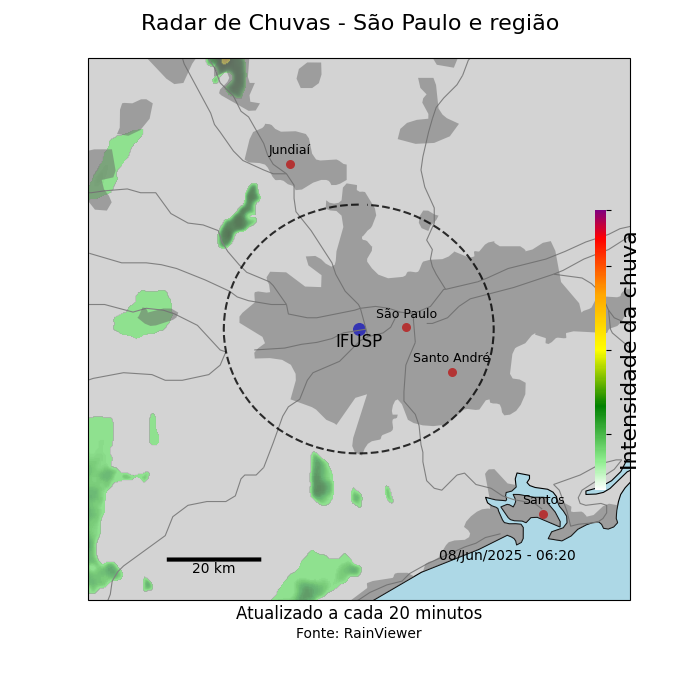 Radar de Chuvas - São Paulo e região
Jundiaí
São Paulo
IFUSP
Santo André
Intensidade da chuva
Santos
08/Jun/2025 - 06:20
20 km
Atualizado a cada 20 minutos
Fonte: RainViewer